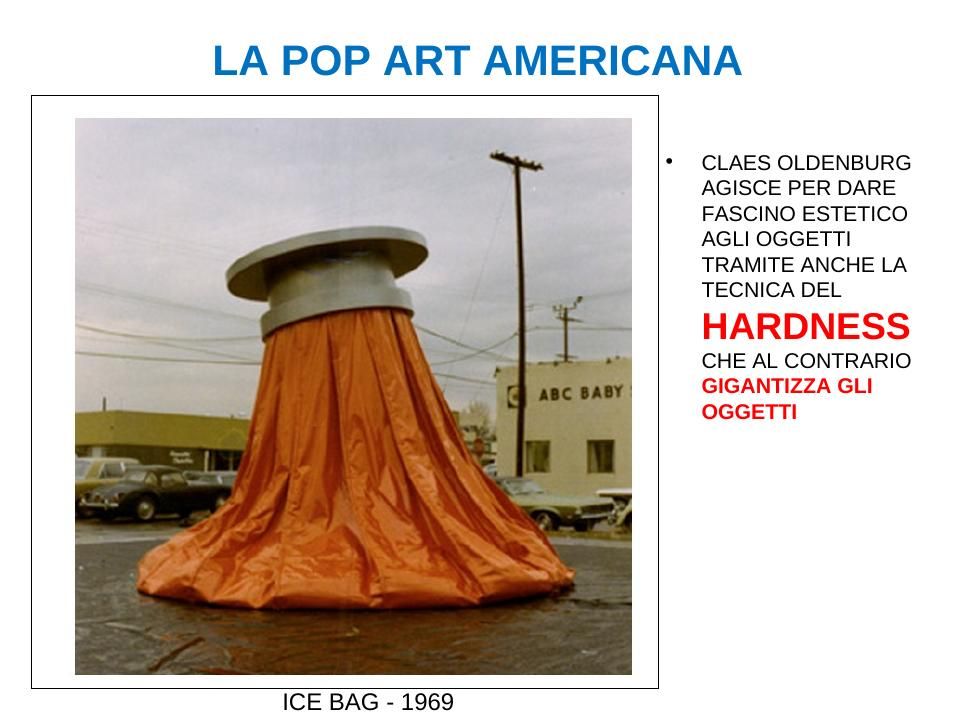 LA POP ART AMERICANA
• CLAES OLDENBURG
AGISCE PER DARE
FASCINO ESTETICO
AGLI OGGETTI
TRAMITE ANCHE LA
TECNICA DEL
HARDNESS
CHE AL CONTRARIO
GIGANTIZZA GLI
OGGETTI
ABC BABY
ICE BAG - 1969